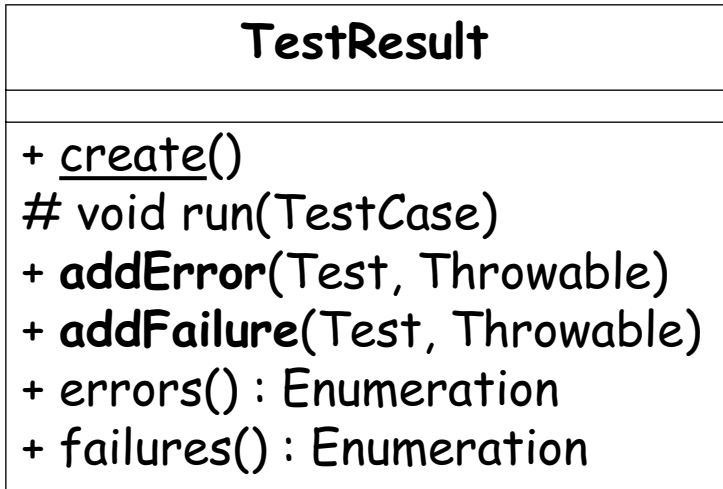 TestResult
+ create()
# void run(TestCase)
+ addError(Test, Throwable)
+ addFailure(Test, Throwable)
+ errors() : Enumeration
+ failures() : Enumeration